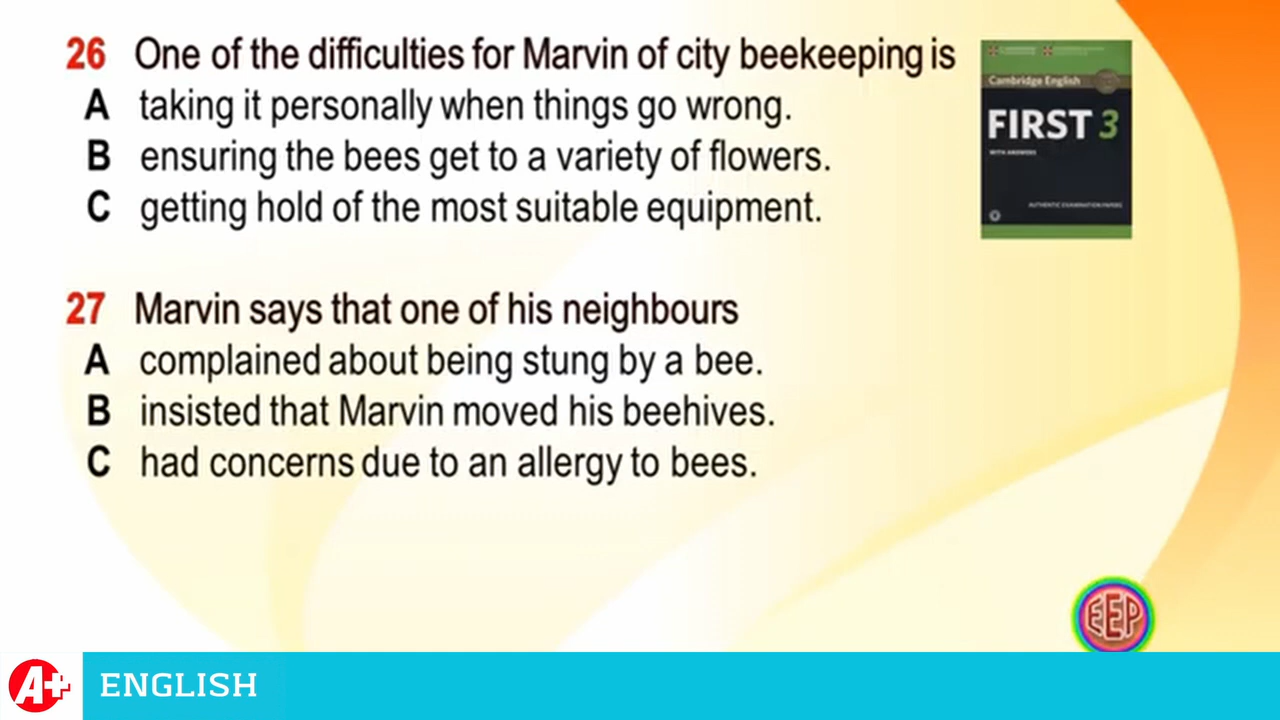 26 One of the difficulties for Marvin of city beekeeping is
A taking it personally when things go wrong.
B ensuring the bees get to a variety of flowers.
C getting hold of the most suitable equipment.
Cambridge English
FIRST 3
WITH ANSWERS
AUTHENTIC EXAMINATION PAPERS
27 Marvin says that one of his neighbours
A complained about being stung by a bee.
B insisted that Marvin moved his beehives.
C had concerns due to an allergy to bees.
EEP
A+ ENGLISH